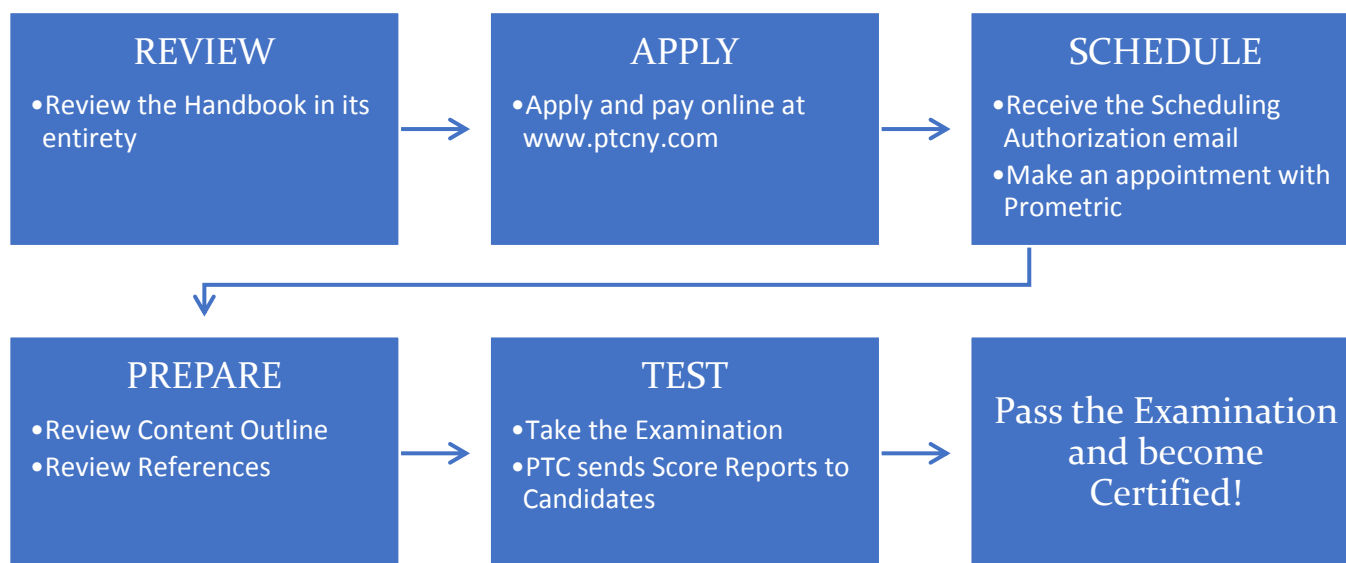 REVIEW
•Review the Handbook in its
entirety
APPLY
•Apply and pay online at
www.ptcny.com
SCHEDULE
•Receive the Scheduling
Authorization email
•Make an appointment with
Prometric
PREPARE
•Review Content Outline
•Review References
TEST
•Take the Examination
•PTC sends Score Reports to
Candidates
Pass the Examination
and become
Certified!